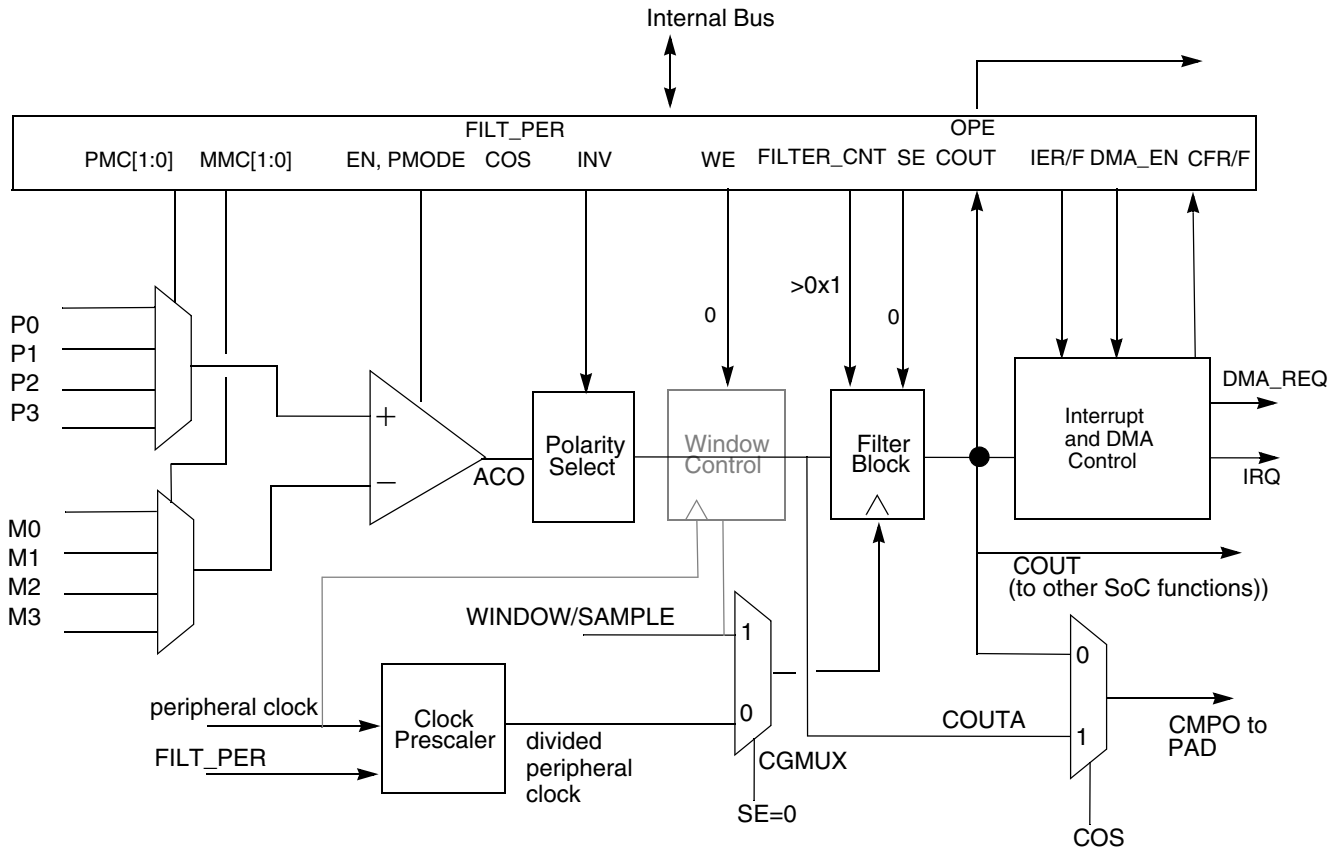 Internal Bus
FILT_PER
OPE
PMC[1:0] MMC[1:0] EN, PMODE COS INV WE FILTER_CNT SE COUT IER/F DMA_EN CFR/F
>0x1
0
0
P0
P1
P2
P3
+
−
ACO
Polarity
Select
Window
Control
Filter
Block
Interrupt
and DMA
Control
DMA_REQ
IRQ
M0
M1
M2
M3
COUT
(to other SoC functions))
WINDOW/SAMPLE
1
0
CGMUX
SE=0
peripheral clock
FILT_PER
Clock
Prescaler
divided
peripheral
clock
COUTA
0
1
CMPO to
PAD
COS